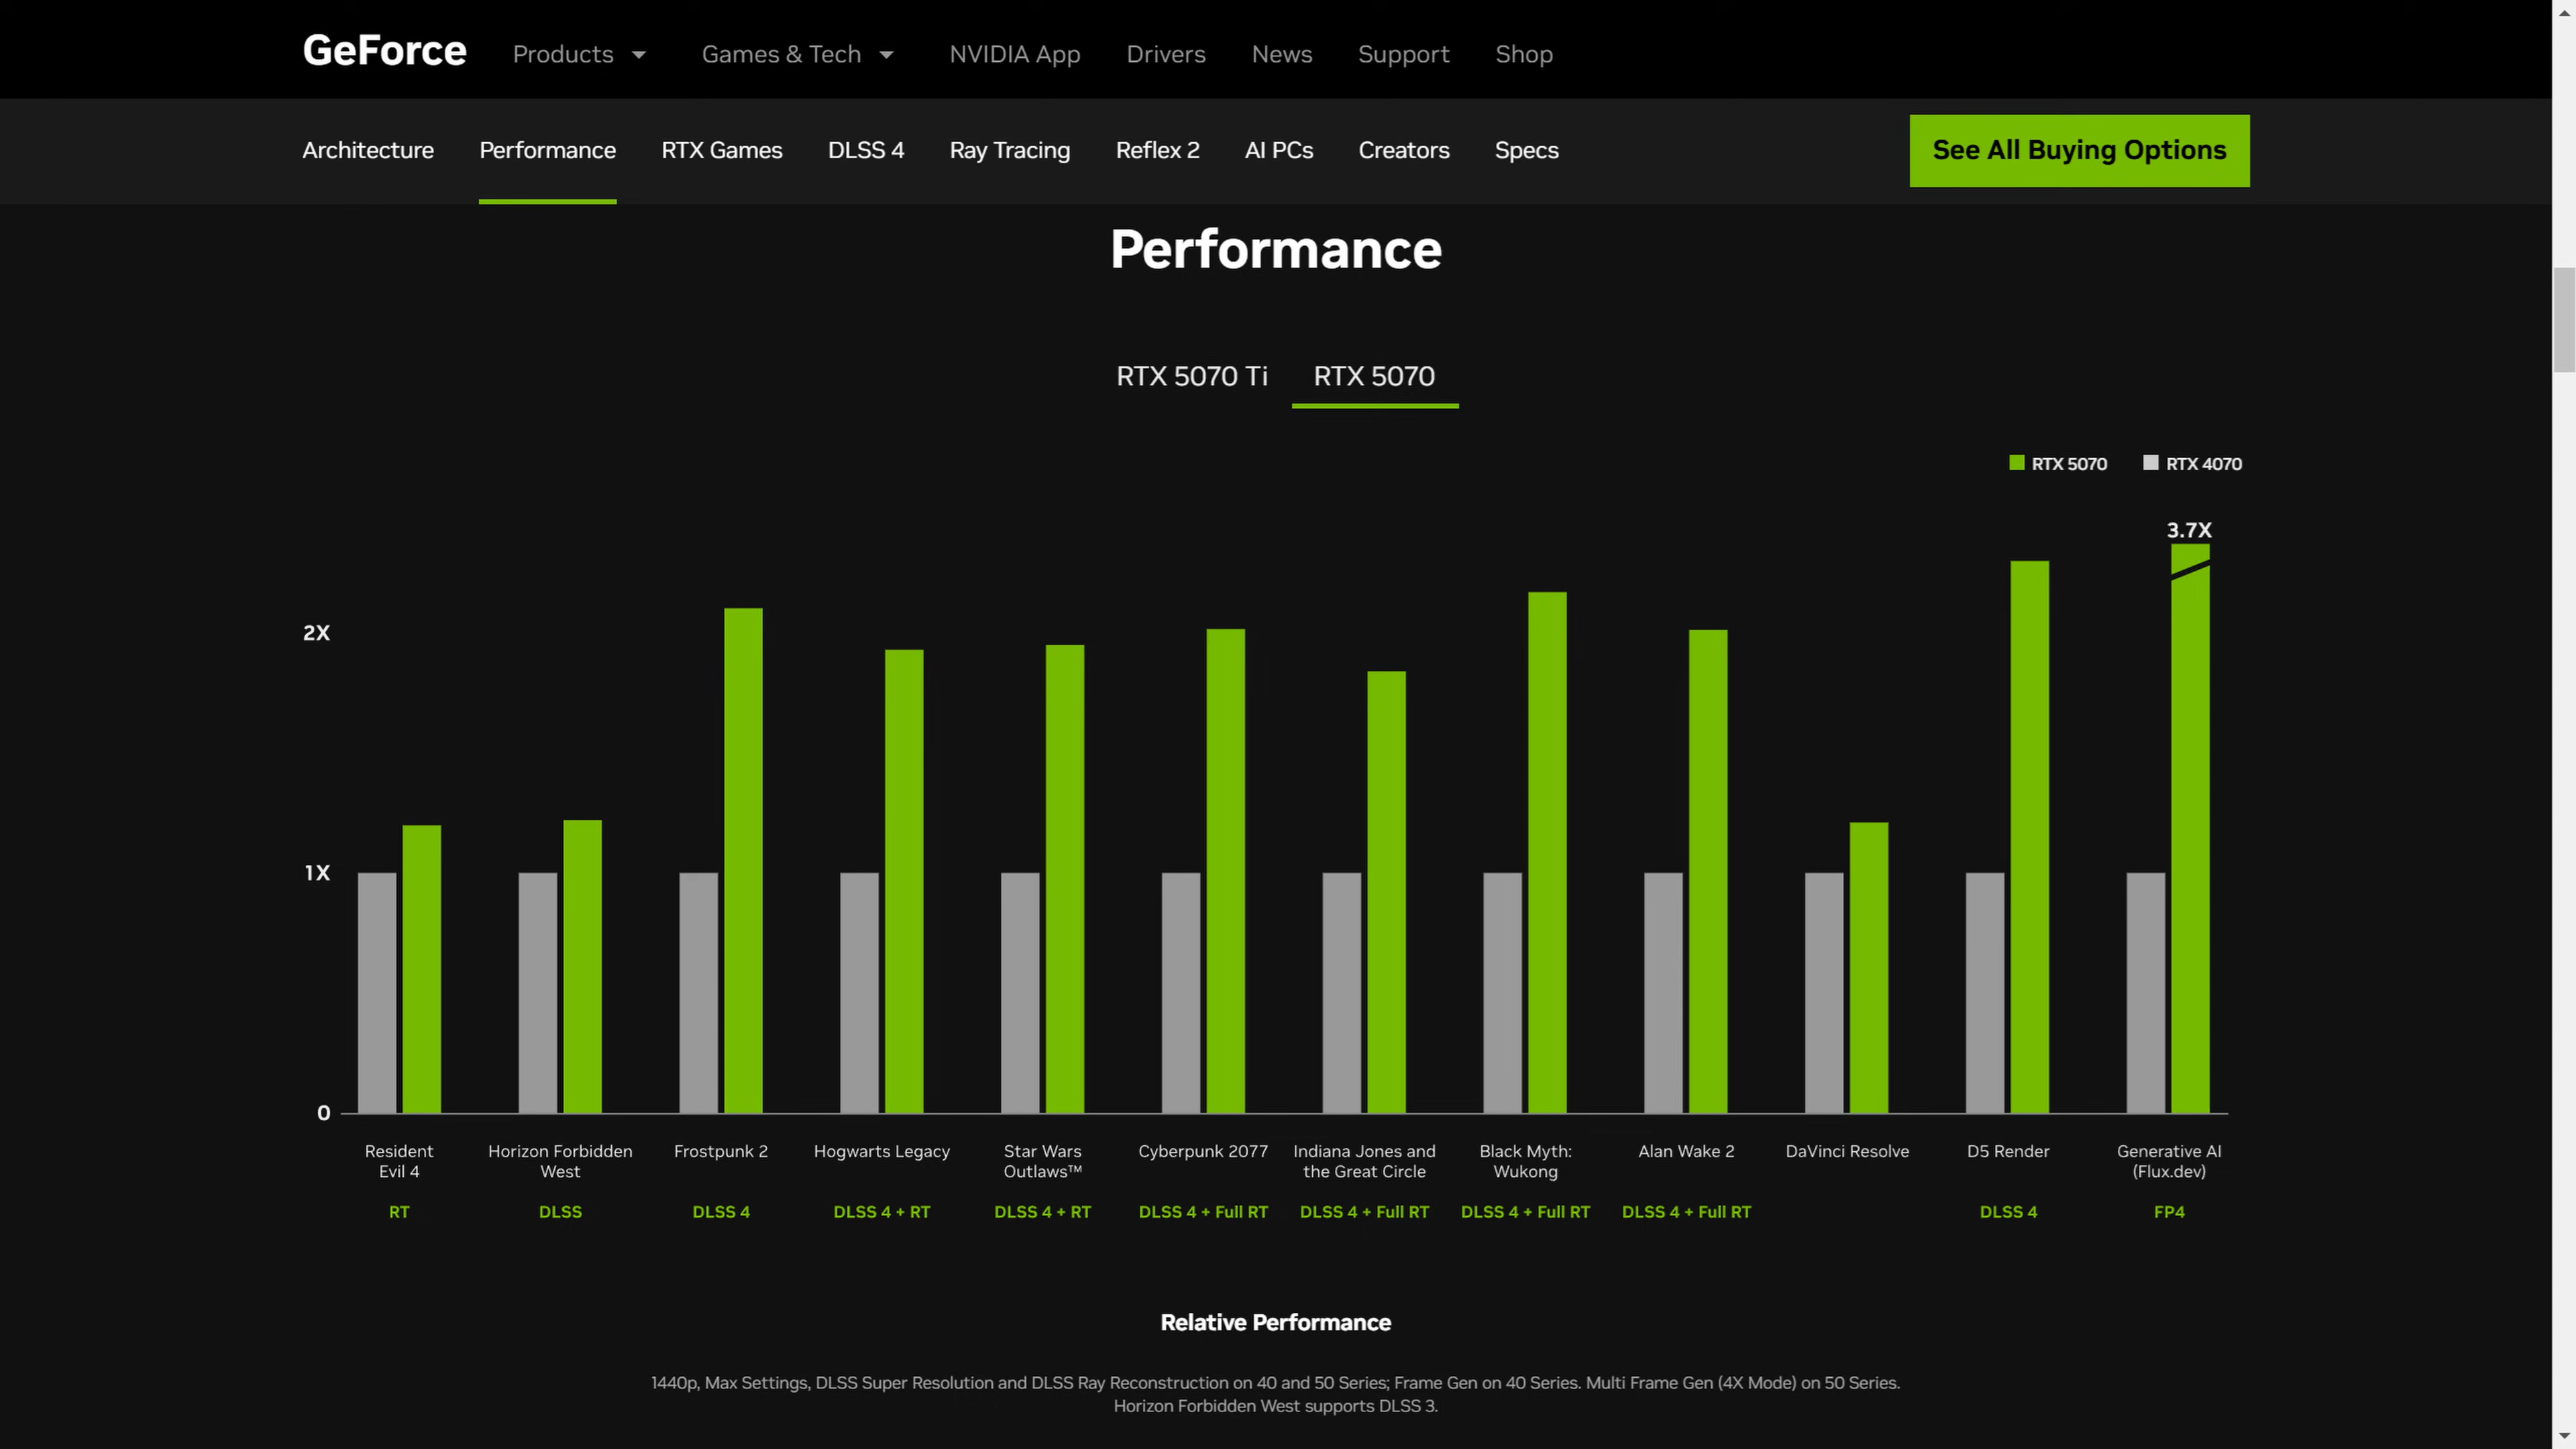 GeForce Products Games & Tech NVIDIA App Drivers News Support Shop
Architecture Performance RTX Games DLSS 4 Ray Tracing Reflex 2 AI PCs Creators Specs See All Buying Options
Performance
RTX 5070 Ti RTX 5070
RTX 5070 RTX 4070
3.7X
2X
1X
0
Resident
Evil 4
RT
Horizon Forbidden
West
DLSS
Frostpunk 2
DLSS 4
Hogwarts Legacy
DLSS 4 + RT
Star Wars
Outlaws™
DLSS 4 + RT
Cyberpunk 2077
DLSS 4 + Full RT
Indiana Jones and
the Great Circle
DLSS 4 + Full RT
Black Myth:
Wukong
DLSS 4 + Full RT
Alan Wake 2
DLSS 4 + Full RT
DaVinci Resolve
D5 Render
DLSS 4
Generative AI
(Flux.dev)
FP4
Relative Performance
1440p, Max Settings, DLSS Super Resolution and DLSS Ray Reconstruction on 40 and 50 Series; Frame Gen on 40 Series. Multi Frame Gen (4X Mode) on 50 Series.
Horizon Forbidden West supports DLSS 3.